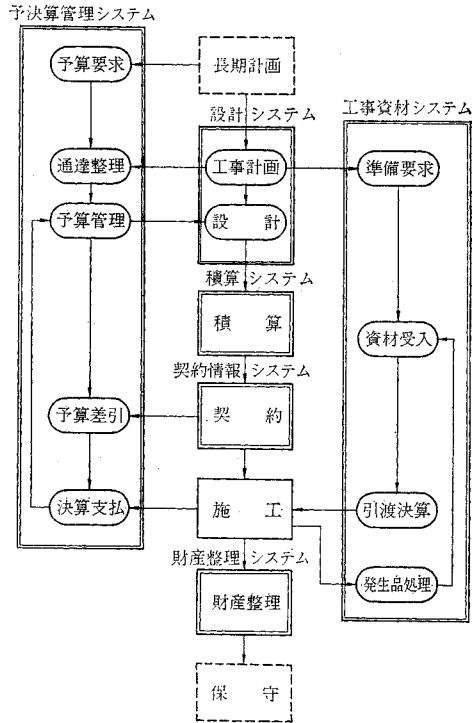 予決算管理システム
予算要求
通達整理
予算管理
予算差引
決算支払
長期計画
設計システム
工事計画
設計
積算システム
積算
契約情報システム
契約
施工
財産整理システム
財産整理
保守
工事資材システム
準備要求
資材受入
引渡決算
発生品処理